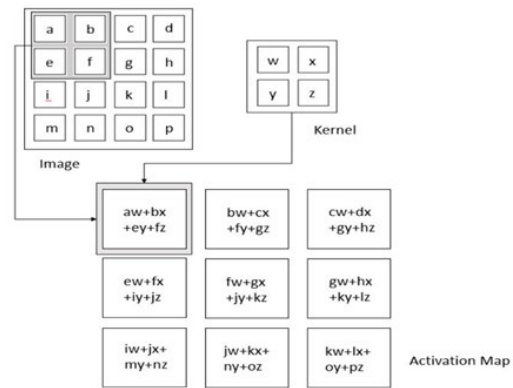 a b c d
e f g h
i j k l
m n o p
Image
w x
y z
Kernel
aw+bx
+ey+fz
bw+cx
+fy+gz
cw+dx
+gy+hz
ew+fx
+iy+jz
fw+gx
+jy+kz
gw+hx
+ky+lz
iw+jx+
my+nz
jw+kx+
ny+oz
kw+lx+
oy+pz
Activation Map